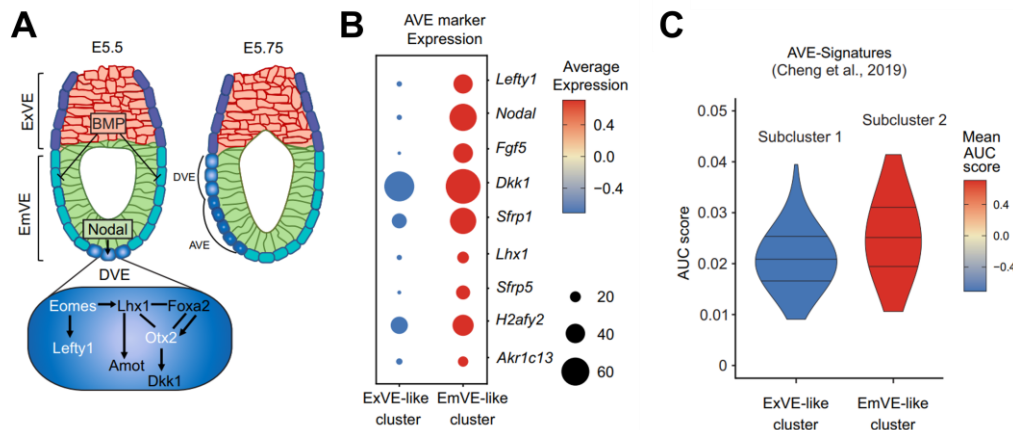 A
E5.5
E5.75
ExVE
BMP
EmVE
Nodal
DVE
DVE
AVE
Eomes
Lhx1
Foxa2
Otx2
Lefty1
Amot
Dkk1
B
AVE marker
Expression
Lefty1
Nodal
Fgf5
Dkk1
Sfrp1
Lhx1
Sfrp5
H2afy2
Akr1c13
ExVE-like
cluster
EmVE-like
cluster
Average
Expression
0.4
0.0
−0.4
20
40
60
C
AVE-Signatures
(Cheng et al., 2019)
AUC score
0.05
0.04
0.03
0.02
0.01
0
Subcluster 1
Subcluster 2
ExVE-like
cluster
EmVE-like
cluster
Mean
AUC
score
0.4
0.0
−0.4